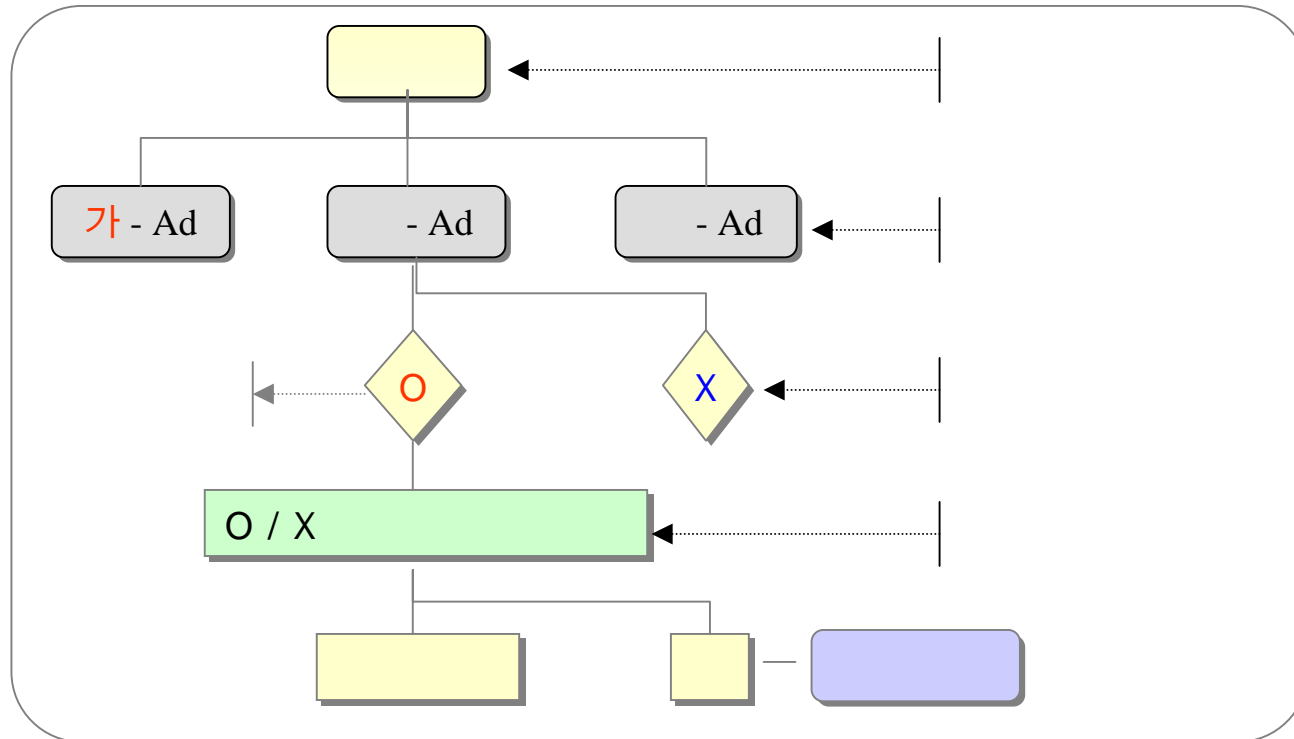 가 - Ad
- Ad
- Ad
O
X
O / X